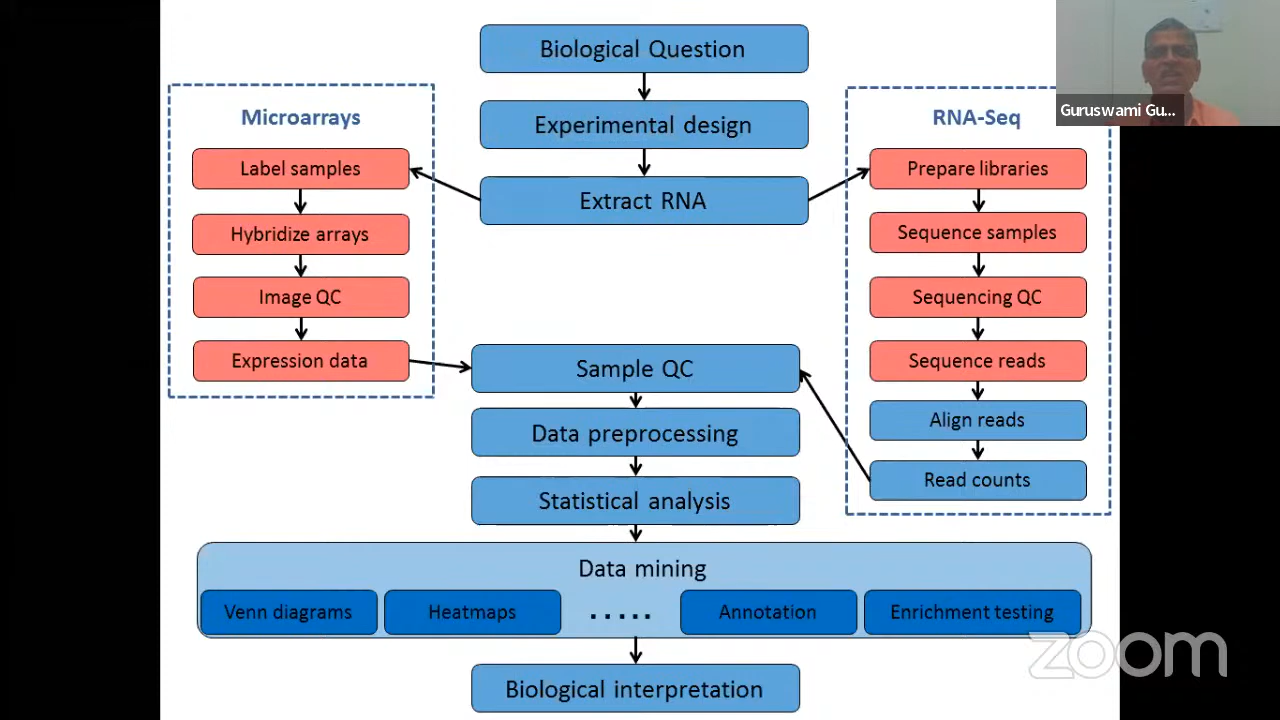 Biological Question
Guruswami Gu...
Microarrays
Experimental design
RNA-Seq
Label samples
Extract RNA
Prepare libraries
Hybridize arrays
Sequence samples
Image QC
Sequencing QC
Expression data
Sample QC
Sequence reads
Data preprocessing
Align reads
Statistical analysis
Read counts
Data mining
Venn diagrams
Heatmaps
.....
Annotation
Enrichment testing
zoom
Biological interpretation